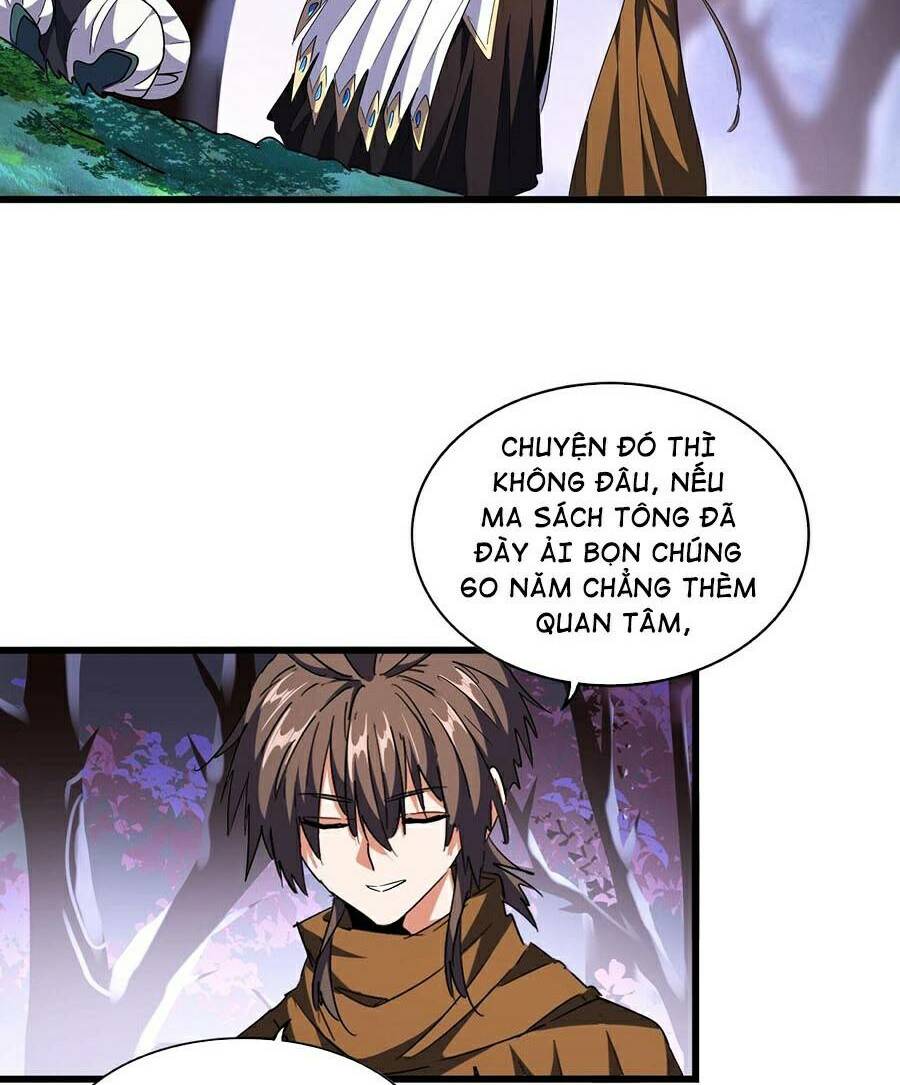 CHUYỆN ĐÓ THÌ
KHÔNG ĐÂU, NẾU
MA SÁCH TÔNG ĐÃ
ĐÀY ẢI BỌN CHÚNG
60 NĂM CHẲNG THÈM
QUAN TÂM,